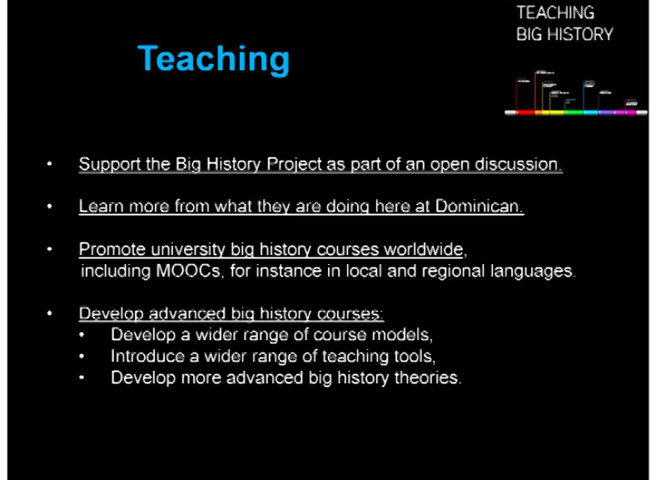 TEACHING
BIG HISTORY
Teaching
• Support the Big History Project as part of an open discussion.
• Learn more from what they are doing here at Dominican.
• Promote university big history courses worldwide,
including MOOCs, for instance in local and regional languages.
• Develop advanced big history courses:
• Develop a wider range of course models,
• Introduce a wider range of teaching tools,
• Develop more advanced big history theories.